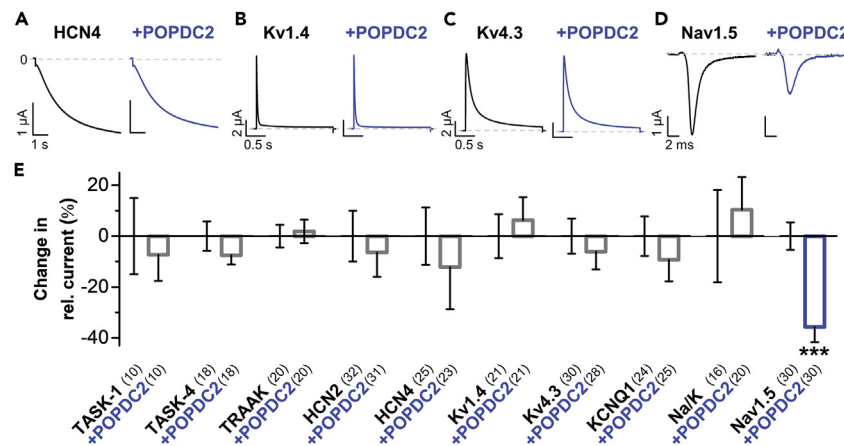 A HCN4 +POPDC2 B Kv1.4 +POPDC2 C Kv4.3 +POPDC2 D Nav1.5 +POPDC2
0
1 µA
1 s
2 µA
0.5 s
2 µA
0.5 s
1 µA
2 ms
E
Change in
rel. current (%)
20
0
-20
-40
***
TASK-1 (10)
+POPDC2 (10)
TASK-4 (18)
+POPDC2 (18)
TRAAK (20)
+POPDC2 (20)
HCN2 (32)
+POPDC2 (31)
HCN4 (25)
+POPDC2 (23)
Kv1.4 (21)
+POPDC2 (21)
Kv4.3 (30)
+POPDC2 (28)
KCNQ1 (24)
+POPDC2 (25)
Na/K (16)
+POPDC2 (20)
Nav1.5 (30)
+POPDC2 (30)